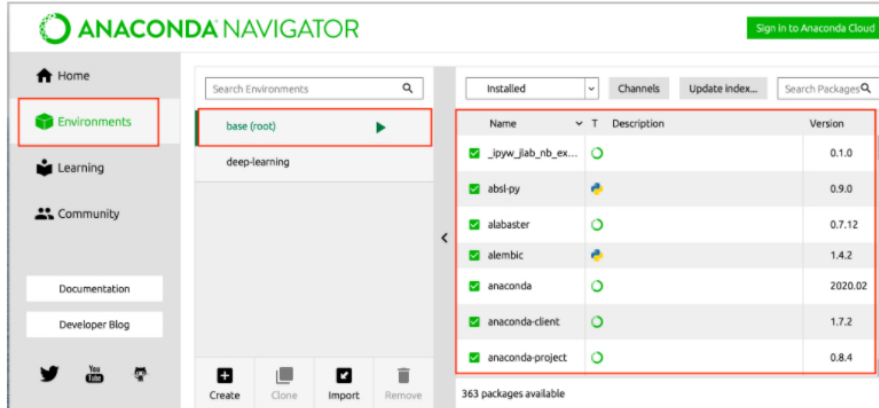 ANACONDA NAVIGATOR
Sign in to Anaconda Cloud
Home
Environments
Learning
Community
Documentation
Developer Blog
You
Tube
Search Environments
base (root)
deep-learning
Create
Clone
Import
Remove
Installed
Channels
Update index...
Search Packages
Name T Description Version
_ipyw_jlab_nb_ex... 0.1.0
absl-py 0.9.0
alabaster 0.7.12
alembic 1.4.2
anaconda 2020.02
anaconda-client 1.7.2
anaconda-project 0.8.4
363 packages available